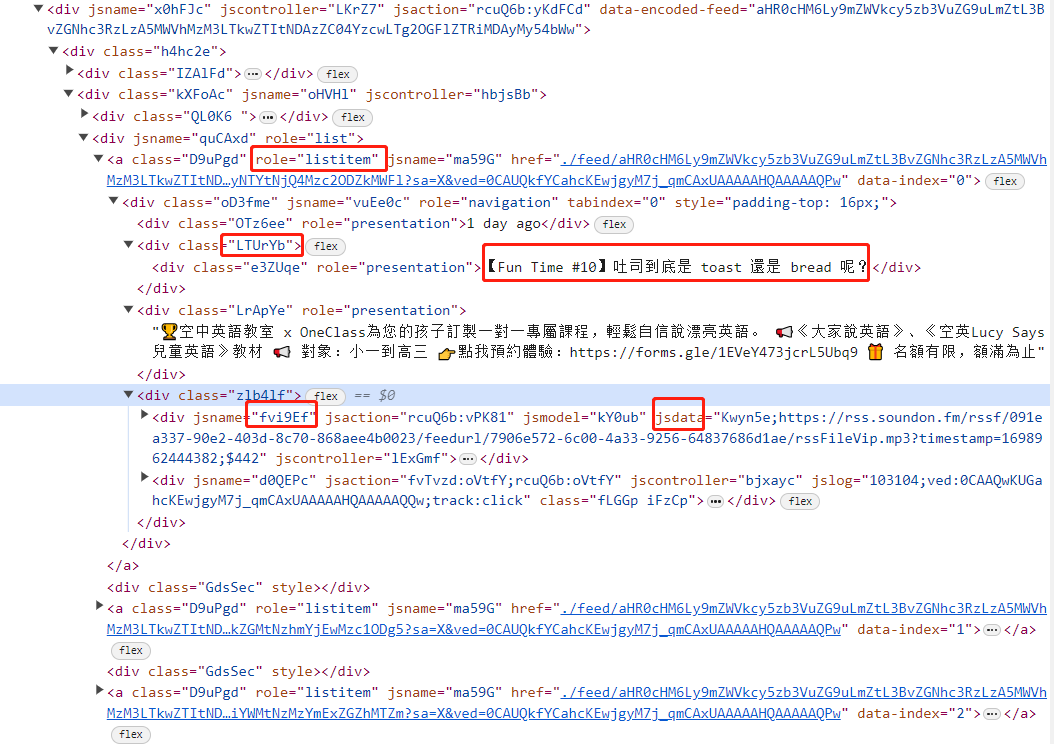 ▼<div jsname="x0hFJc" jscontroller="LKrZ7" jsaction="rcuQ6b:yKdFCd" data-encoded-feed="aHR0cHM6Ly9mZWVkcy5zb3VuZG9uLmZtL3B
vZGNhc3RzLzA5MWVhMzM3LTkwZTItNDAzZC04YzcwLTg2OGFlZTRiMDAyMy54bWw">
▼<div class="h4hc2e">
▶<div class="IZAlFd">…</div> flex
▼<div class="kXFoAc" jsname="oHVHl" jscontroller="hbjsBb">
▶<div class="QL0K6 ">…</div> flex
▼<div jsname="quCAxd" role="list">
▼<a class="D9uPgd" role="listitem" jsname="ma59G" href="./feed/aHR0cHM6Ly9mZWVkcy5zb3VuZG9uLmZtL3BvZGNhc3RzLzA5MWVh
MzM3LTkwZTItND…yNTYtNjQ4Mzc2ODZkMWFl?sa=X&ved=0CAUQkfYCahcKEwjgyM7j_qmCAxUAAAAAHQAAAAAQPw" data-index="0"> flex
▼<div class="oD3fme" jsname="vuEe0c" role="navigation" tabindex="0" style="padding-top: 16px;">
<div class="OTz6ee" role="presentation">1 day ago</div> flex
▼<div class="LTUrYb"> flex
<div class="e3ZUqe" role="presentation">【Fun Time #10】吐司到底是 toast 還是 bread 呢?</div>
</div>
▼<div class="LrApYe" role="presentation">
"🏆空中英語教室 x OneClass為您的孩子訂製一對一專屬課程，輕鬆自信說漂亮英語。 📢《大家說英語》、《空英Lucy Says
兒童英語》教材 📢 對象：小一到高三 👉點我預約體驗：https://forms.gle/1EVeY473jcrL5Ubq9 🎁 名額有限，額滿為止"
</div>
▼<div class="zlb4lf"> flex == $0
▶<div jsname="fvi9Ef" jsaction="rcuQ6b:vPK81" jsmodel="kY0ub" jsdata="Kwyn5e;https://rss.soundon.fm/rssf/091e
a337-90e2-403d-8c70-868aee4b0023/feedurl/7906e572-6c00-4a33-9256-64837686d1ae/rssFileVip.mp3?timestamp=16989
62444382;$442" jscontroller="lExGmf">…</div>
▶<div jsname="d0QEPc" jsaction="fvTvzd:oVtfY;rcuQ6b:oVtfY" jscontroller="bjxayc" jslog="103104;ved:0CAAQwKUGa
hcKEwjgyM7j_qmCAxUAAAAAHQAAAAAQQw;track:click" class="fLGGp iFzCp">…</div> flex
</div>
</div>
</a>
<div class="GdsSec" style></div>
▶<a class="D9uPgd" role="listitem" jsname="ma59G" href="./feed/aHR0cHM6Ly9mZWVkcy5zb3VuZG9uLmZtL3BvZGNhc3RzLzA5MWVh
MzM3LTkwZTItND…kZGMtNzhmYjEwMzc1ODg5?sa=X&ved=0CAUQkfYCahcKEwjgyM7j_qmCAxUAAAAAHQAAAAAQPw" data-index="1">…</a>
flex
<div class="GdsSec" style></div>
▶<a class="D9uPgd" role="listitem" jsname="ma59G" href="./feed/aHR0cHM6Ly9mZWVkcy5zb3VuZG9uLmZtL3BvZGNhc3RzLzA5MWVh
MzM3LTkwZTItND…iYWMtNzMzYmExZGZhMTZm?sa=X&ved=0CAUQkfYCahcKEwjgyM7j_qmCAxUAAAAAHQAAAAAQPw" data-index="2">…</a>
flex